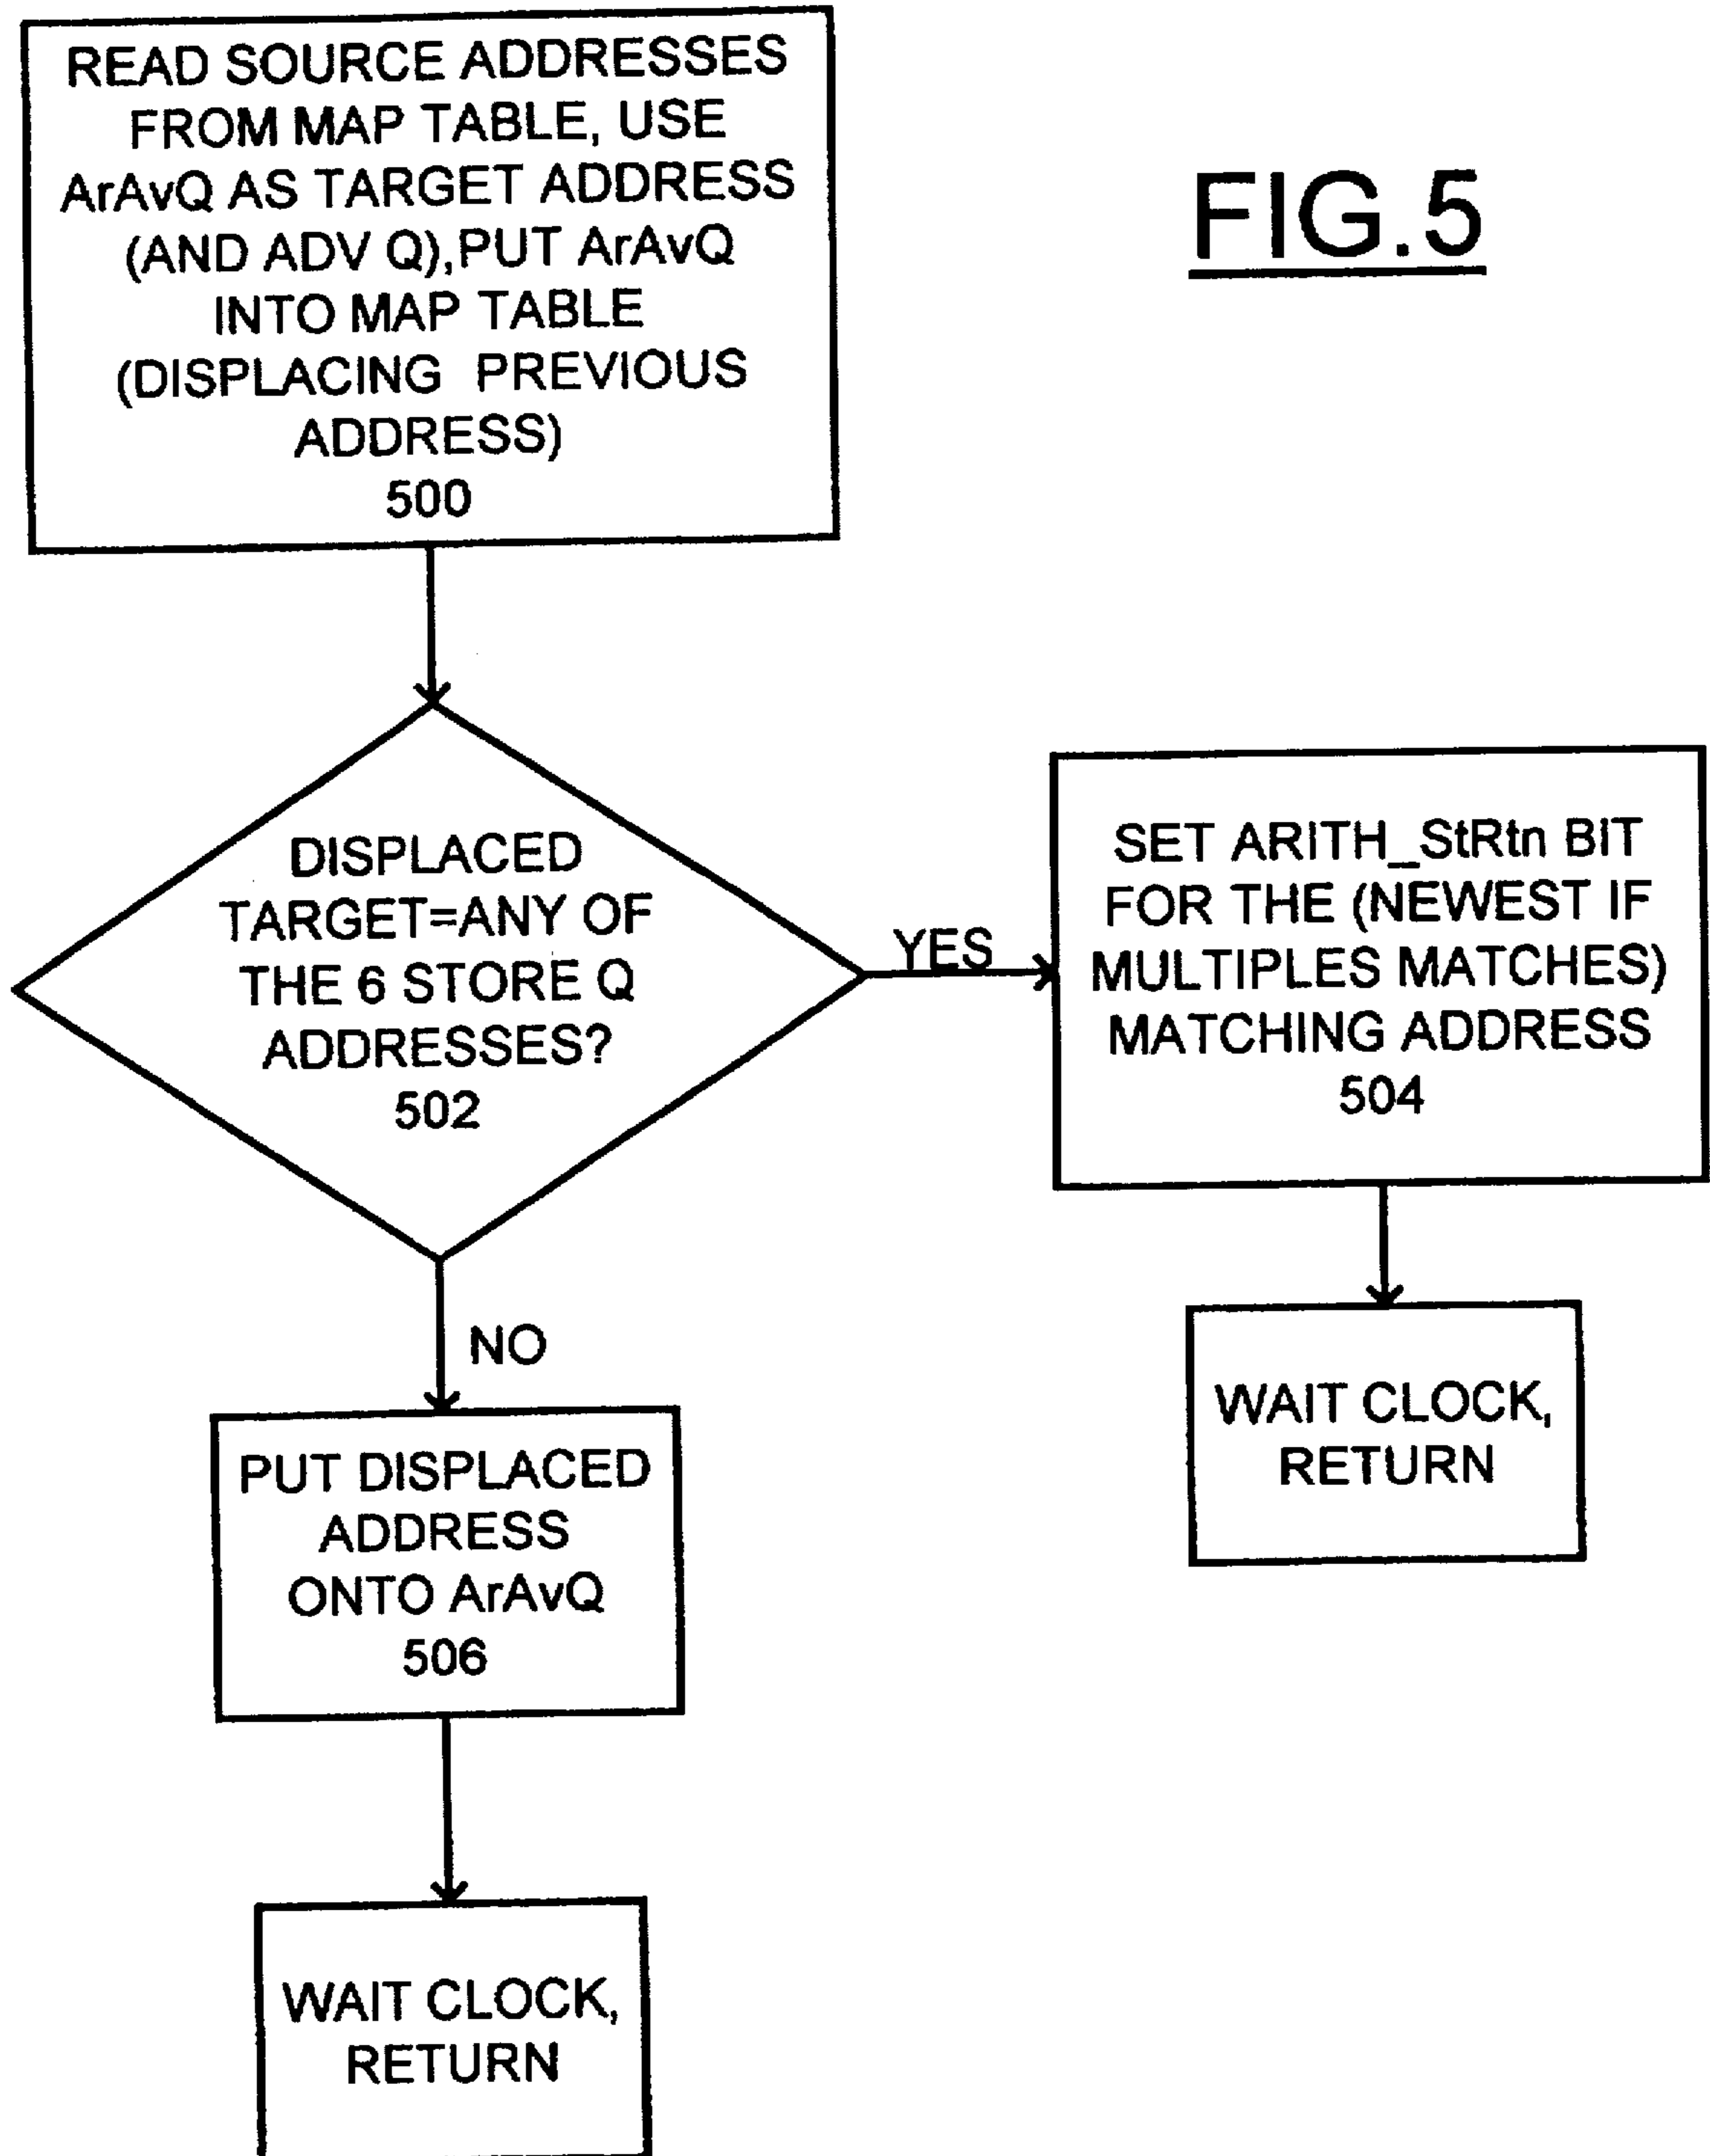 READ SOURCE ADDRESSES
FROM MAP TABLE, USE
ArAvQ AS TARGET ADDRESS
(AND ADV Q),PUT ArAvQ
INTO MAP TABLE
(DISPLACING PREVIOUS
ADDRESS)
500
FIG.5
DISPLACED
TARGET=ANY OF
THE 6 STORE Q
ADDRESSES?
502
YES
SET ARITH_StRtn BIT
FOR THE (NEWEST IF
MULTIPLES MATCHES)
MATCHING ADDRESS
504
WAIT CLOCK,
RETURN
NO
PUT DISPLACED
ADDRESS
ONTO ArAvQ
506
WAIT CLOCK,
RETURN